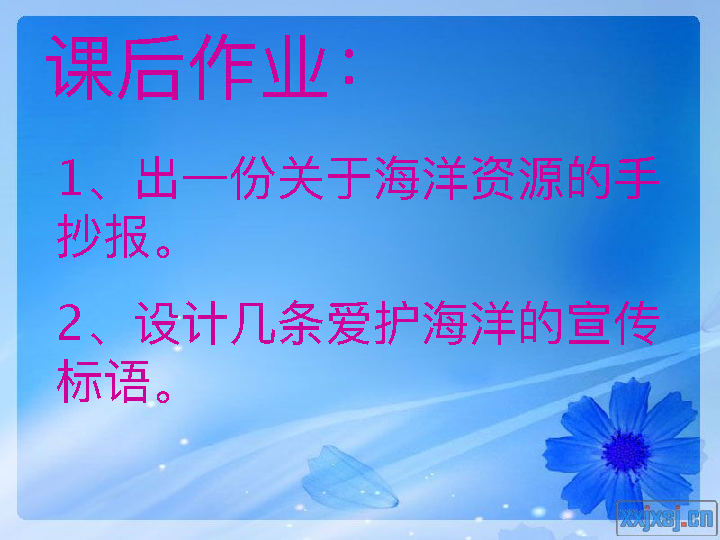 课后作业：
1、出一份关于海洋资源的手
抄报。
2、设计几条爱护海洋的宣传
标语。
xxjxsj.cn